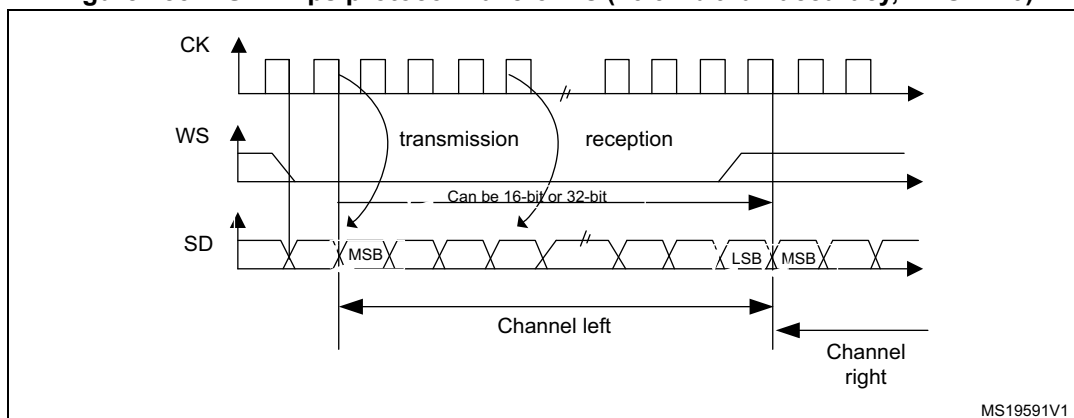 CK
WS
transmission
reception
Can be 16-bit or 32-bit
SD
MSB
LSB
MSB
Channel left
Channel
right
MS19591V1